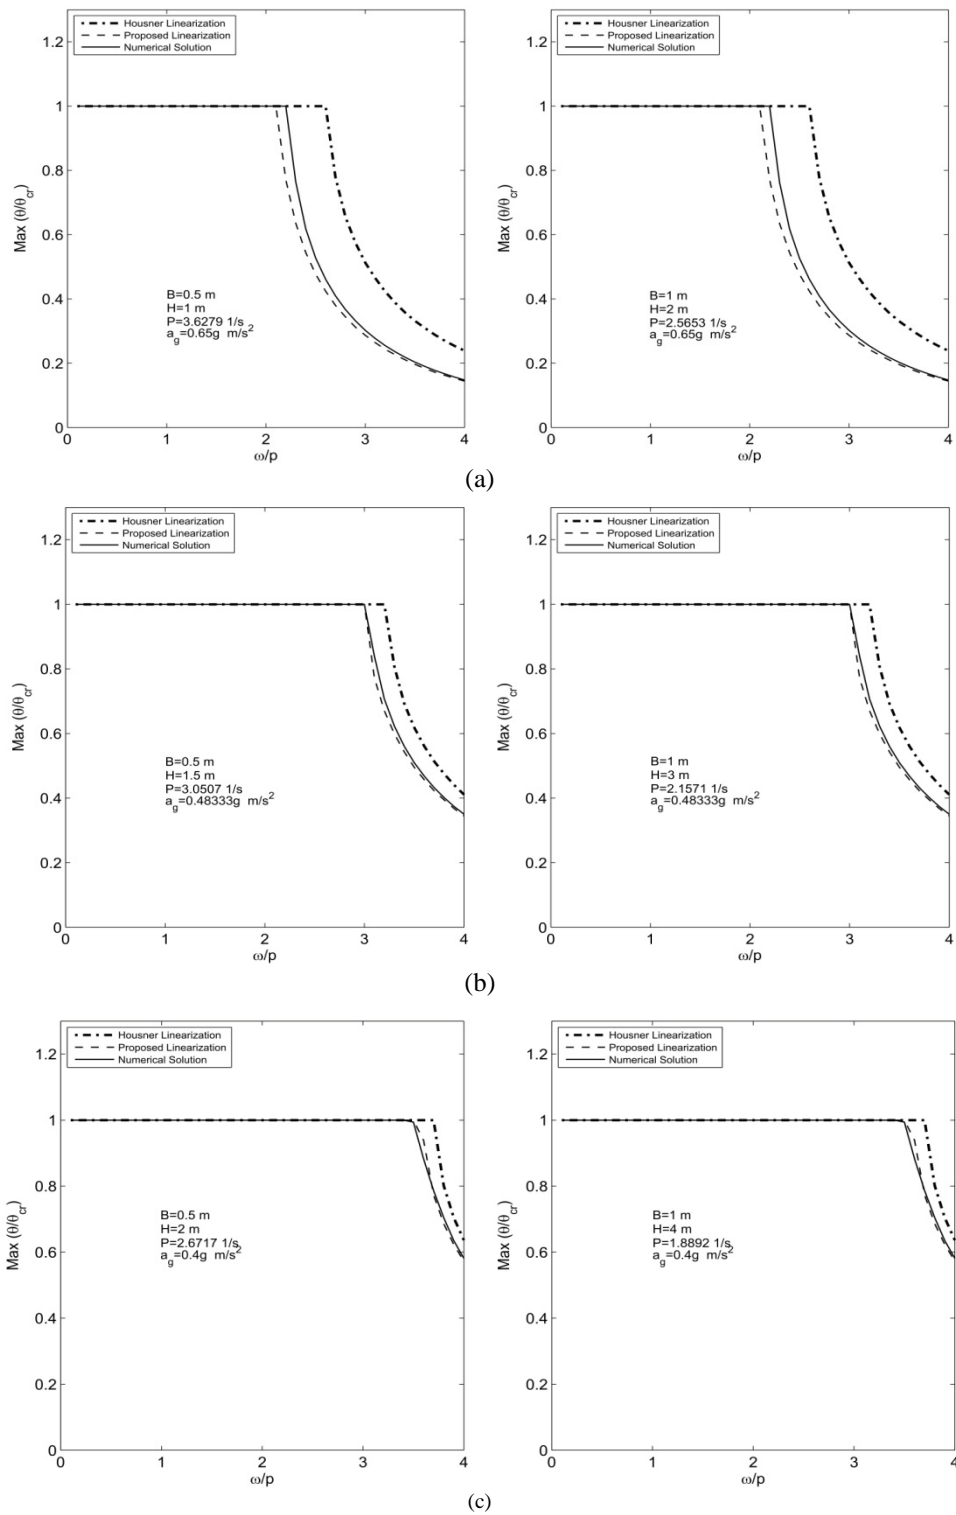 Housner Linearization
Proposed Linearization
Numerical Solution
1.2
1
0.8
0.6
0.4
0.2
0
Max (θ/θcr)
B=0.5 m
H=1 m
P=3.6279 1/s
ag=0.65g m/s²
0 1 2 3 4
ω/p
Housner Linearization
Proposed Linearization
Numerical Solution
1.2
1
0.8
0.6
0.4
0.2
0
Max (θ/θcr)
B=1 m
H=2 m
P=2.5653 1/s
ag=0.65g m/s²
0 1 2 3 4
ω/p
(a)
Housner Linearization
Proposed Linearization
Numerical Solution
1.2
1
0.8
0.6
0.4
0.2
0
Max (θ/θcr)
B=0.5 m
H=1.5 m
P=3.0507 1/s
ag=0.48333g m/s²
0 1 2 3 4
ω/p
Housner Linearization
Proposed Linearization
Numerical Solution
1.2
1
0.8
0.6
0.4
0.2
0
Max (θ/θcr)
B=1 m
H=3 m
P=2.1571 1/s
ag=0.48333g m/s²
0 1 2 3 4
ω/p
(b)
Housner Linearization
Proposed Linearization
Numerical Solution
1.2
1
0.8
0.6
0.4
0.2
0
Max (θ/θcr)
B=0.5 m
H=2 m
P=2.6717 1/s
ag=0.4g m/s²
0 1 2 3 4
ω/p
Housner Linearization
Proposed Linearization
Numerical Solution
1.2
1
0.8
0.6
0.4
0.2
0
Max (θ/θcr)
B=1 m
H=4 m
P=1.8892 1/s
ag=0.4g m/s²
0 1 2 3 4
ω/p
(c)